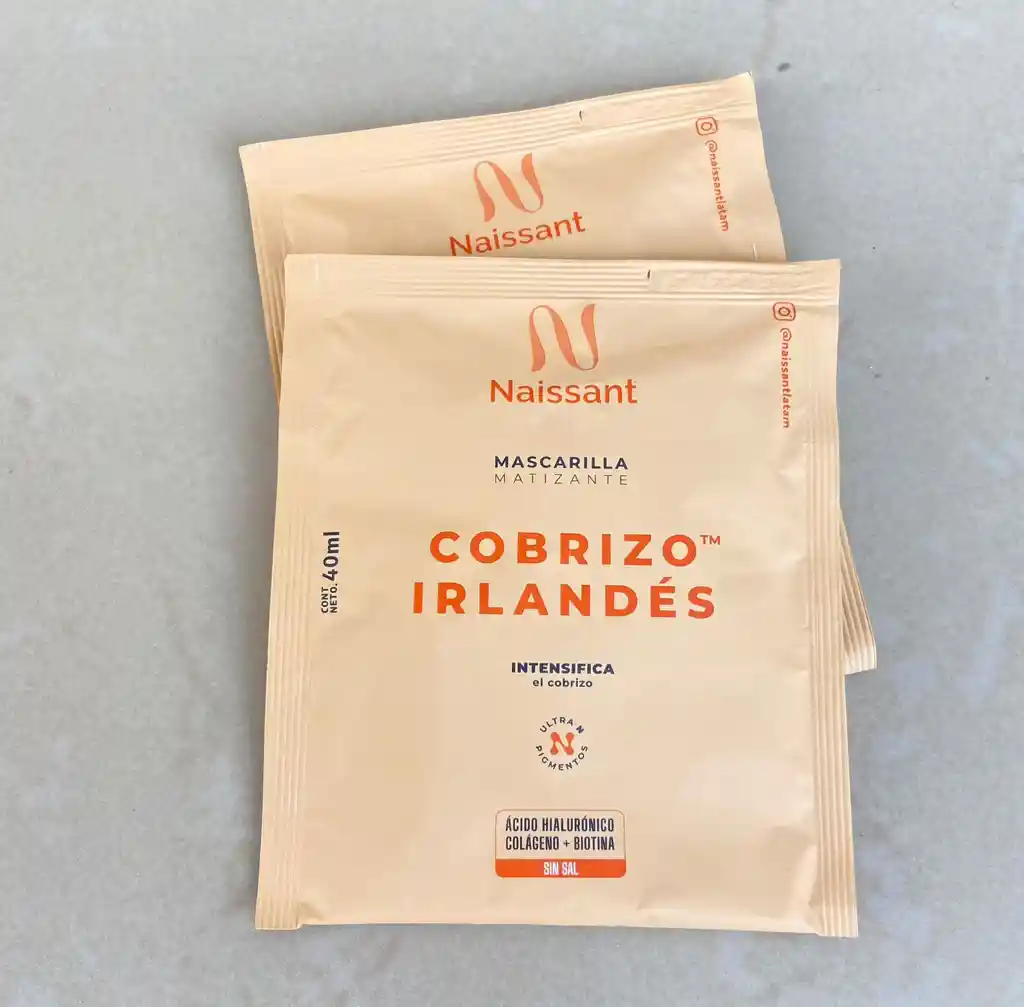 @naissantlatam
Naissant
Naissant
@naissantlatam
MASCARILLA
MATIZANTE
COBRIZO™
IRLANDÉS
CONT.
NETO. 40ml
INTENSIFICA
el cobrizo
ULTRA·N
PIGMENTOS
ÁCIDO HIALURÓNICO
COLÁGENO + BIOTINA
SIN SAL